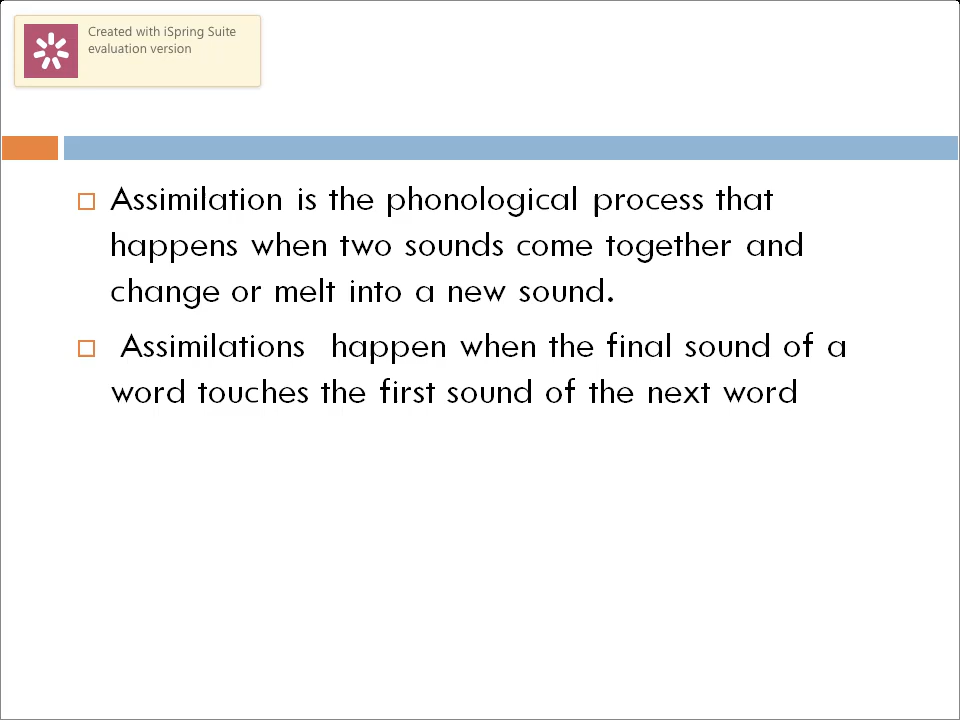 Created with iSpring Suite
evaluation version
Assimilation is the phonological process that
happens when two sounds come together and
change or melt into a new sound.
Assimilations happen when the final sound of a
word touches the first sound of the next word